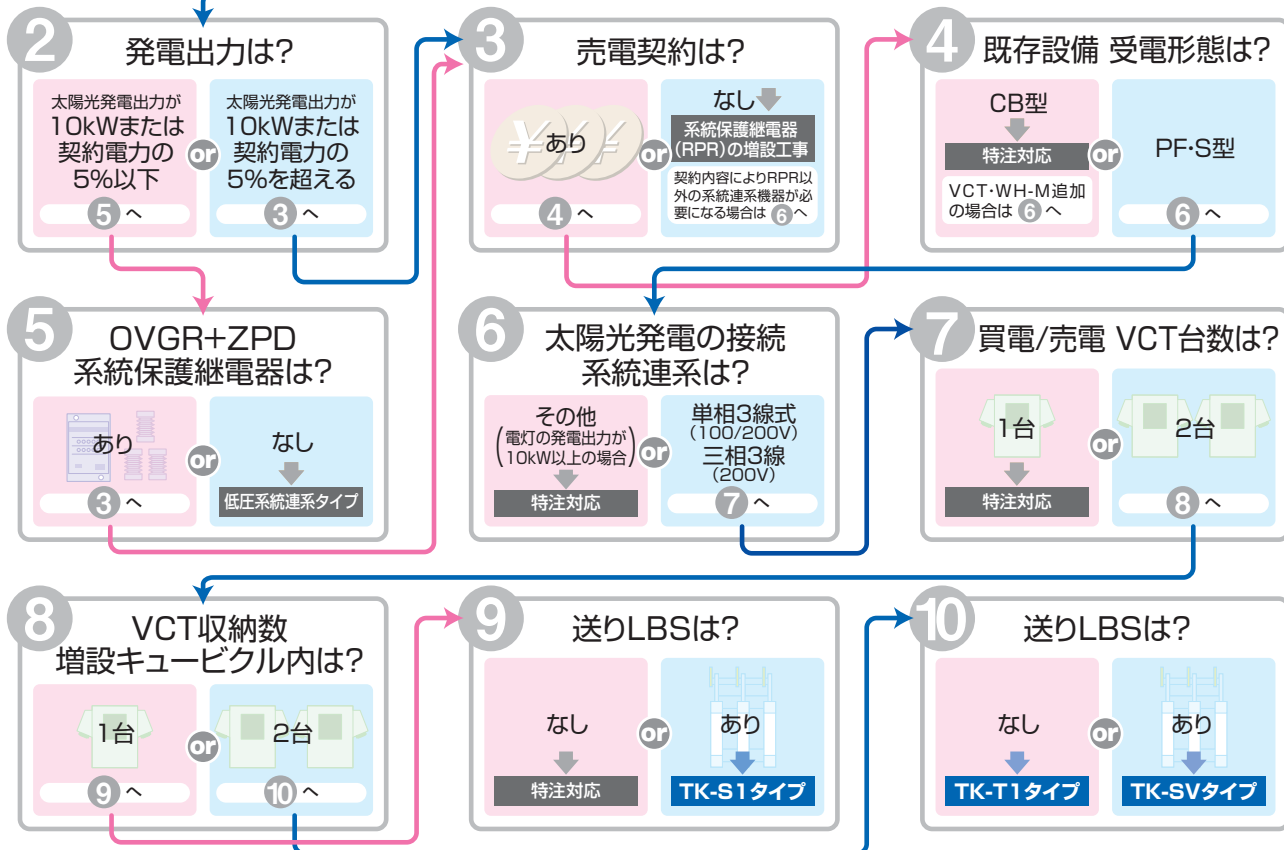 2
発電出力は?
太陽光発電出力が
10kWまたは
契約電力の
5%以下
5 へ
or
太陽光発電出力が
10kWまたは
契約電力の
5%を超える
3 へ
3
売電契約は?
¥ ¥ ¥
あり
4 へ
or
なし
系統保護継電器
(RPR)の増設工事
契約内容によりRPR以
外の系統連系機器が必
要になる場合は 6 へ
4
既存設備 受電形態は?
CB型
特注対応
VCT・WH-M追加
の場合は 6 へ
or
PF・S型
6 へ
5
OVGR+ZPD
系統保護継電器は?
あり
3 へ
or
なし
低圧系統連系タイプ
6
太陽光発電の接続
系統連系は?
その他
(電灯の発電出力が
10kW以上の場合)
特注対応
or
単相3線式
(100/200V)
三相3線
(200V)
7 へ
7
買電/売電 VCT台数は?
1台
特注対応
or
2台
8 へ
8
VCT収納数
増設キュービクル内は?
1台
9 へ
or
2台
10 へ
9
送りLBSは?
なし
特注対応
or
あり
TK-S1タイプ
10
送りLBSは?
なし
TK-T1タイプ
or
あり
TK-SVタイプ